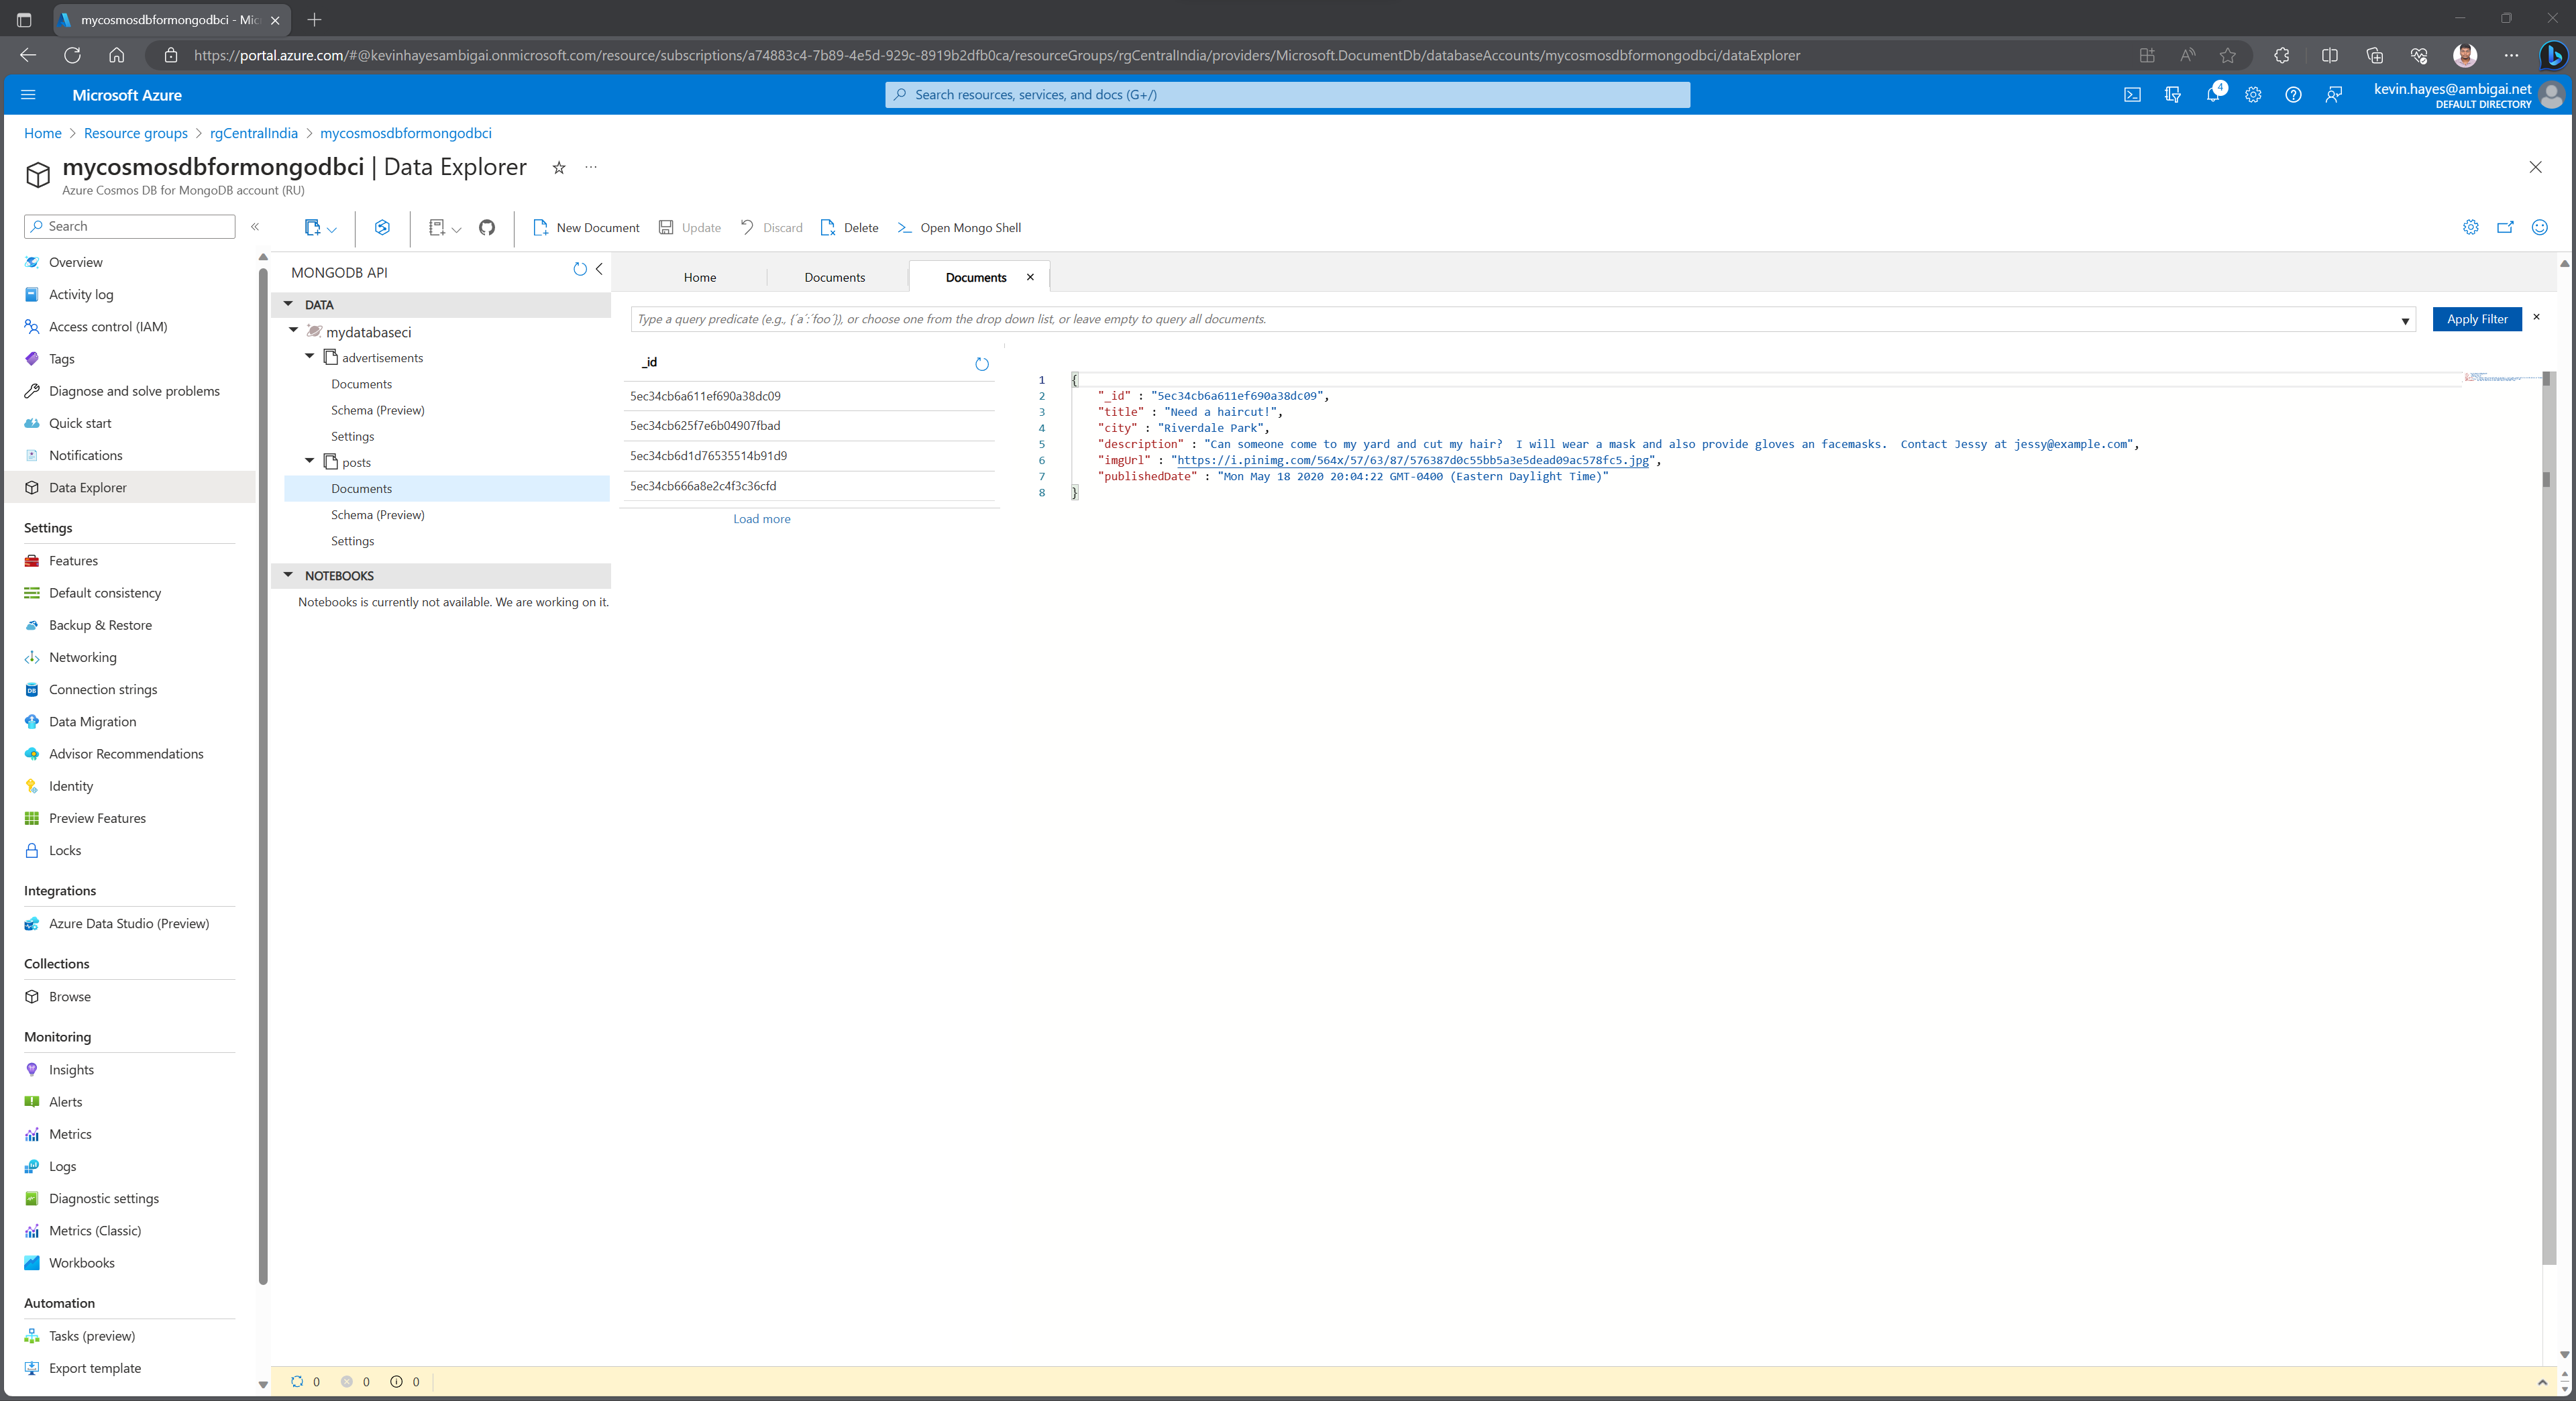 mycosmosdbformongodbci - Mic
https://portal.azure.com/#@kevinhayesambigai.onmicrosoft.com/resource/subscriptions/a74883c4-7b89-4e5d-929c-8919b2dfb0ca/resourceGroups/rgCentralIndia/providers/Microsoft.DocumentDb/databaseAccounts/mycosmosdbformongodbci/dataExplorer
Microsoft Azure
Search resources, services, and docs (G+/)
4
kevin.hayes@ambigai.net
DEFAULT DIRECTORY
Home > Resource groups > rgCentralIndia > mycosmosdbformongodbci
mycosmosdbformongodbci | Data Explorer
Azure Cosmos DB for MongoDB account (RU)
Search
New Document Update Discard Delete Open Mongo Shell
Overview
Activity log
Access control (IAM)
Tags
Diagnose and solve problems
Quick start
Notifications
Data Explorer
Settings
Features
Default consistency
Backup & Restore
Networking
Connection strings
Data Migration
Advisor Recommendations
Identity
Preview Features
Locks
Integrations
Azure Data Studio (Preview)
Collections
Browse
Monitoring
Insights
Alerts
Metrics
Logs
Diagnostic settings
Metrics (Classic)
Workbooks
Automation
Tasks (preview)
Export template
MONGODB API
DATA
mydatabaseci
advertisements
Documents
Schema (Preview)
Settings
posts
Documents
Schema (Preview)
Settings
NOTEBOOKS
Notebooks is currently not available. We are working on it.
Home Documents Documents
Type a query predicate (e.g., {´a´:´foo´}), or choose one from the drop down list, or leave empty to query all documents.
Apply Filter
_id
5ec34cb6a611ef690a38dc09
5ec34cb625f7e6b04907fbad
5ec34cb6d1d76535514b91d9
5ec34cb666a8e2c4f3c36cfd
Load more
1 {
2 "_id" : "5ec34cb6a611ef690a38dc09",
3 "title" : "Need a haircut!",
4 "city" : "Riverdale Park",
5 "description" : "Can someone come to my yard and cut my hair?  I will wear a mask and also provide gloves an facemasks.  Contact Jessy at jessy@example.com",
6 "imgUrl" : "https://i.pinimg.com/564x/57/63/87/576387d0c55bb5a3e5dead09ac578fc5.jpg",
7 "publishedDate" : "Mon May 18 2020 20:04:22 GMT-0400 (Eastern Daylight Time)"
8 }
0 0 0